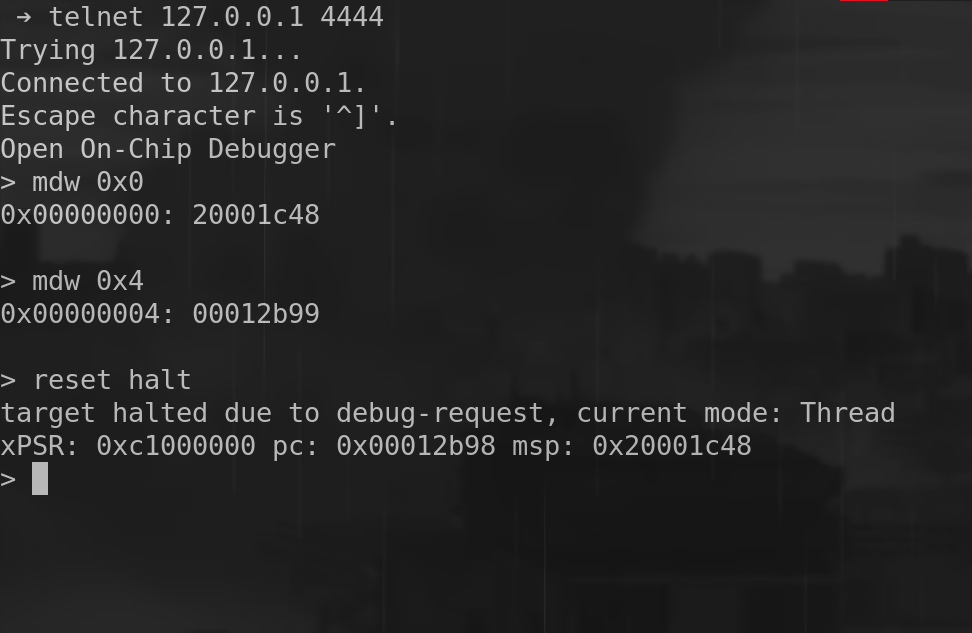 ➔ telnet 127.0.0.1 4444
Trying 127.0.0.1...
Connected to 127.0.0.1.
Escape character is '^]'.
Open On-Chip Debugger
> mdw 0x0
0x00000000: 20001c48
> mdw 0x4
0x00000004: 00012b99
> reset halt
target halted due to debug-request, current mode: Thread
xPSR: 0xc1000000 pc: 0x00012b98 msp: 0x20001c48
>